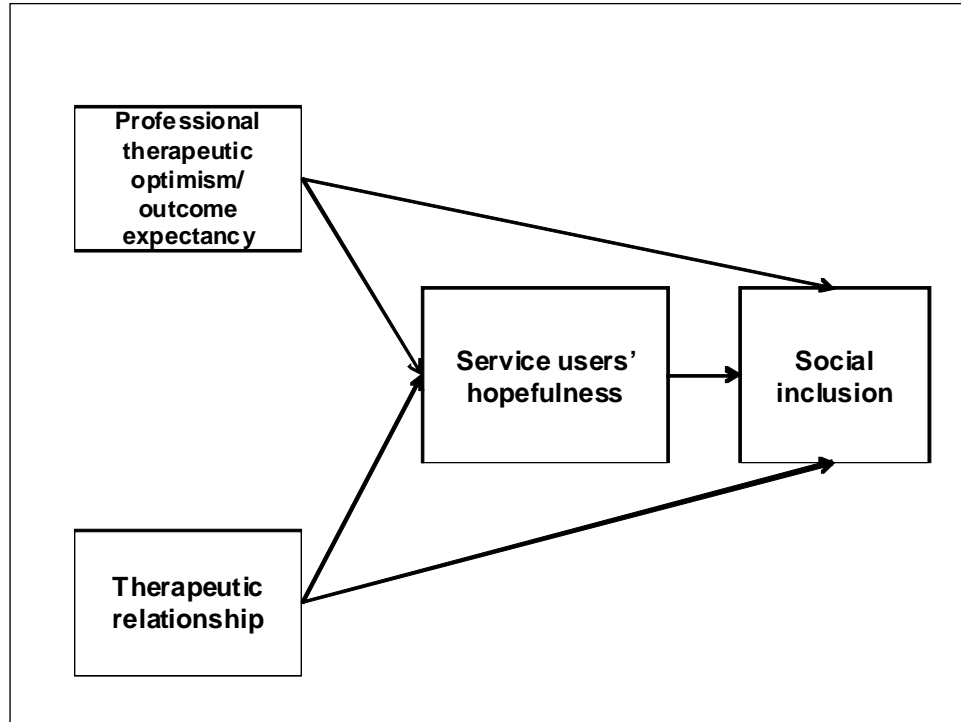 Professional
therapeutic
optimism/
outcome
expectancy
Service users’
hopefulness
Social
inclusion
Therapeutic
relationship